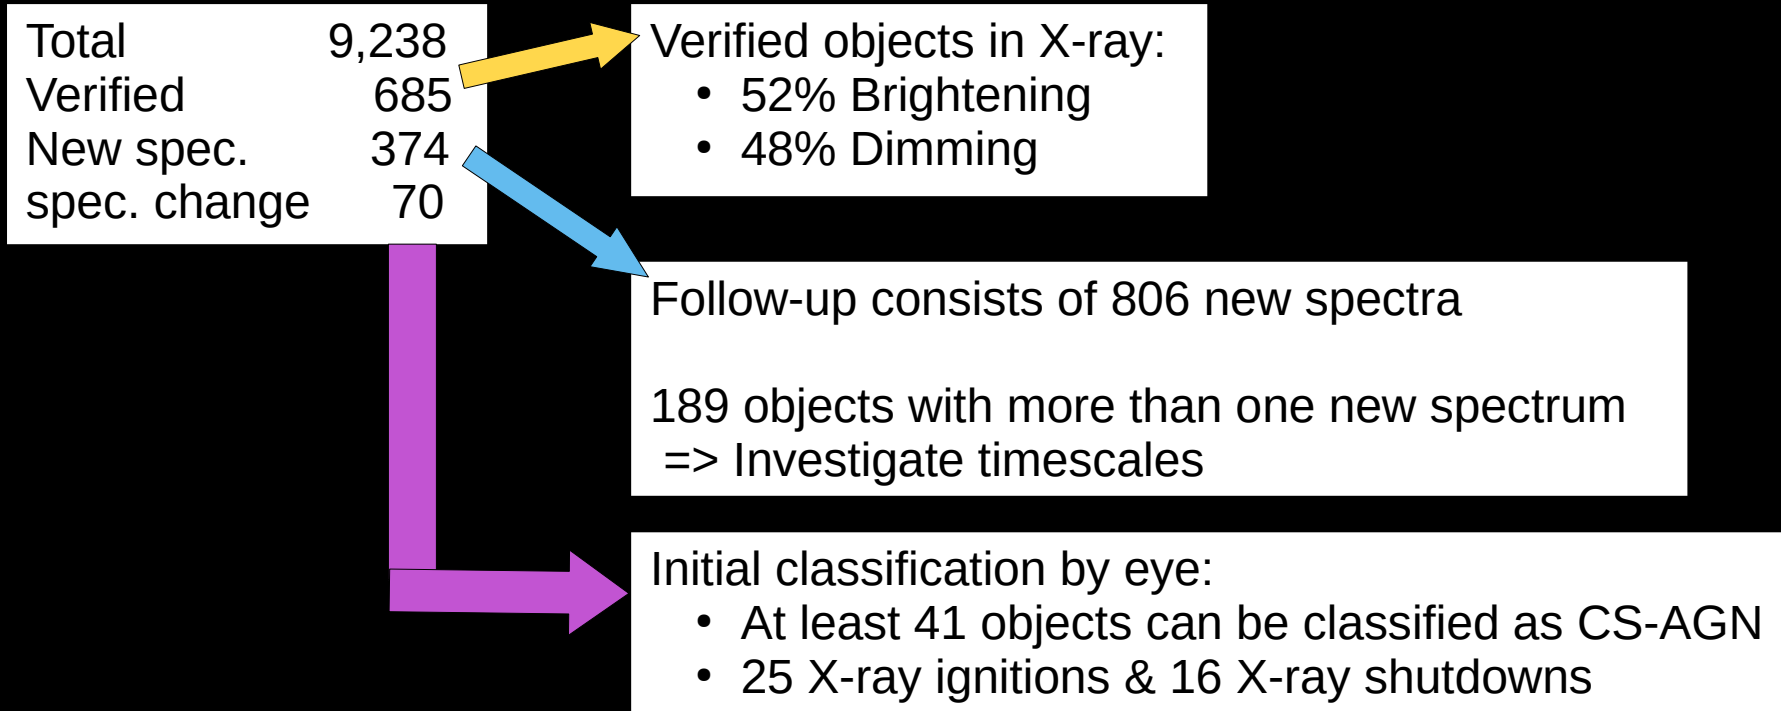 Total 9,238
Verified 685
New spec. 374
spec. change 70
Verified objects in X-ray:
• 52% Brightening
• 48% Dimming
Follow-up consists of 806 new spectra
189 objects with more than one new spectrum
=> Investigate timescales
Initial classification by eye:
• At least 41 objects can be classified as CS-AGN
• 25 X-ray ignitions & 16 X-ray shutdowns